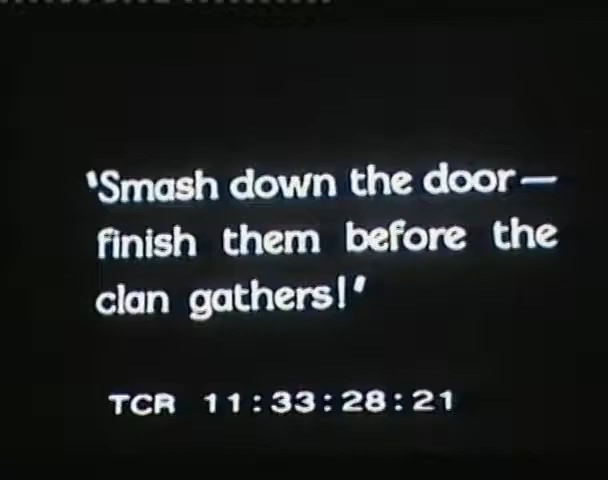 'Smash down the door—
finish them before the
clan gathers!'
TCR 11:33:28:21